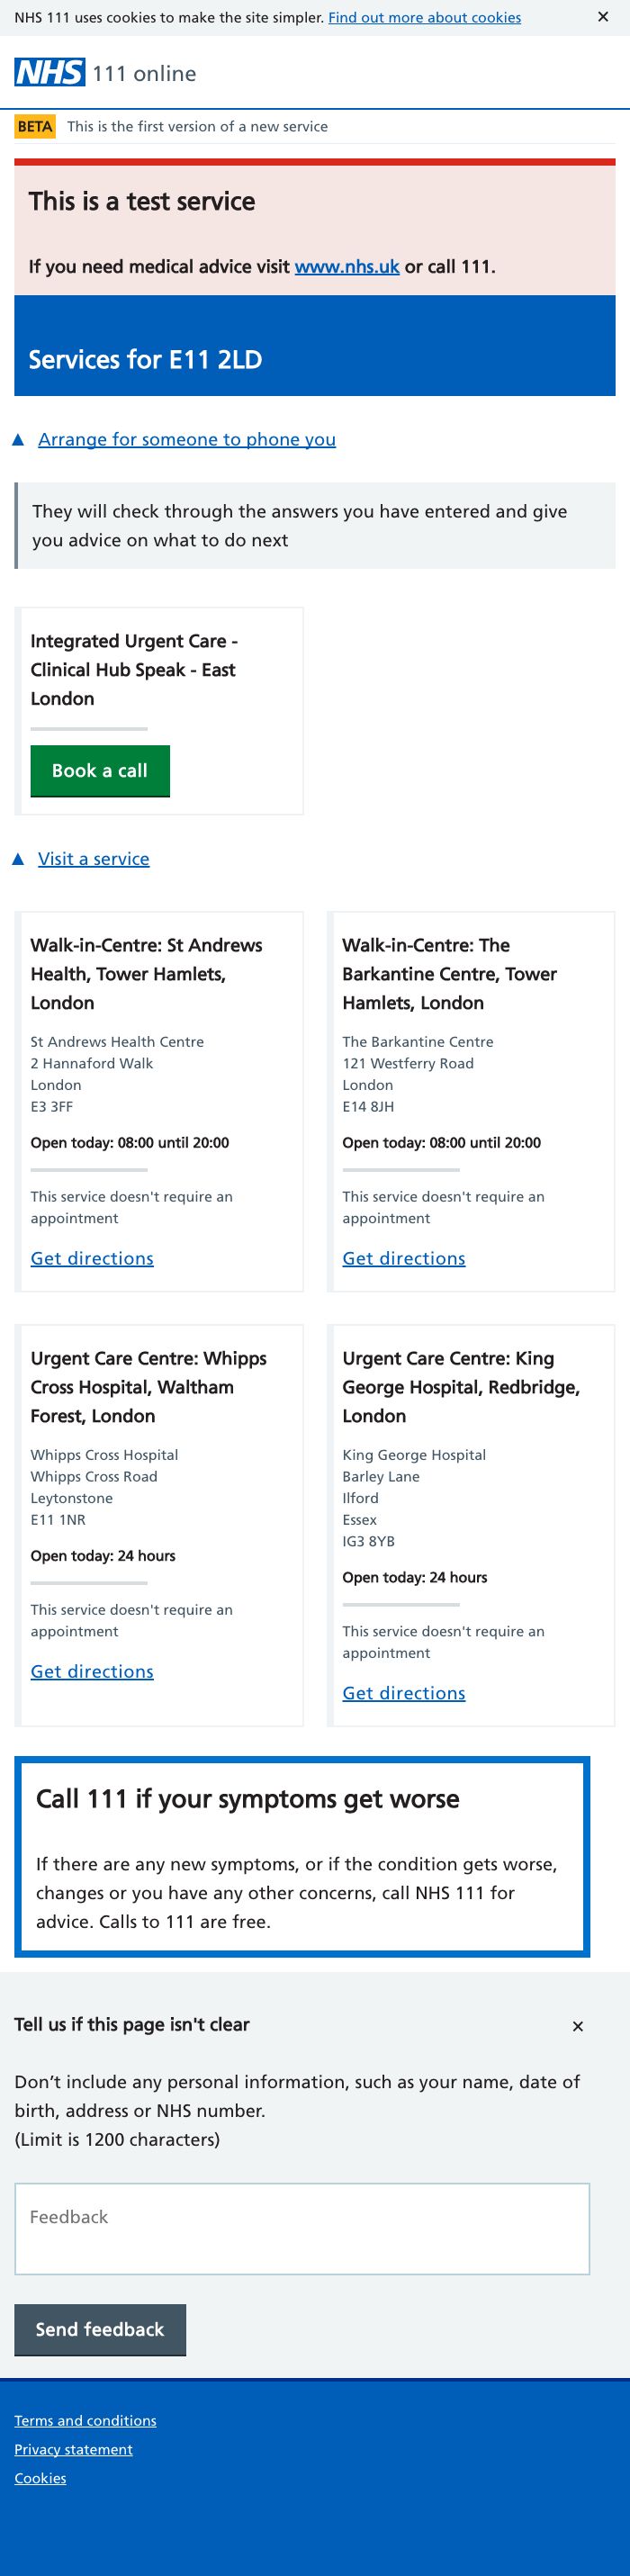 NHS 111 uses cookies to make the site simpler. Find out more about cookies ×
NHS 111 online
BETA This is the first version of a new service
This is a test service
If you need medical advice visit www.nhs.uk or call 111.
Services for E11 2LD
▲ Arrange for someone to phone you
They will check through the answers you have entered and give
you advice on what to do next
Integrated Urgent Care -
Clinical Hub Speak - East
London
Book a call
▲ Visit a service
Walk-in-Centre: St Andrews
Health, Tower Hamlets,
London
St Andrews Health Centre
2 Hannaford Walk
London
E3 3FF
Open today: 08:00 until 20:00
This service doesn't require an
appointment
Get directions
Walk-in-Centre: The
Barkantine Centre, Tower
Hamlets, London
The Barkantine Centre
121 Westferry Road
London
E14 8JH
Open today: 08:00 until 20:00
This service doesn't require an
appointment
Get directions
Urgent Care Centre: Whipps
Cross Hospital, Waltham
Forest, London
Whipps Cross Hospital
Whipps Cross Road
Leytonstone
E11 1NR
Open today: 24 hours
This service doesn't require an
appointment
Get directions
Urgent Care Centre: King
George Hospital, Redbridge,
London
King George Hospital
Barley Lane
Ilford
Essex
IG3 8YB
Open today: 24 hours
This service doesn't require an
appointment
Get directions
Call 111 if your symptoms get worse
If there are any new symptoms, or if the condition gets worse,
changes or you have any other concerns, call NHS 111 for
advice. Calls to 111 are free.
Tell us if this page isn't clear ×
Don’t include any personal information, such as your name, date of
birth, address or NHS number.
(Limit is 1200 characters)
Feedback
Send feedback
Terms and conditions
Privacy statement
Cookies